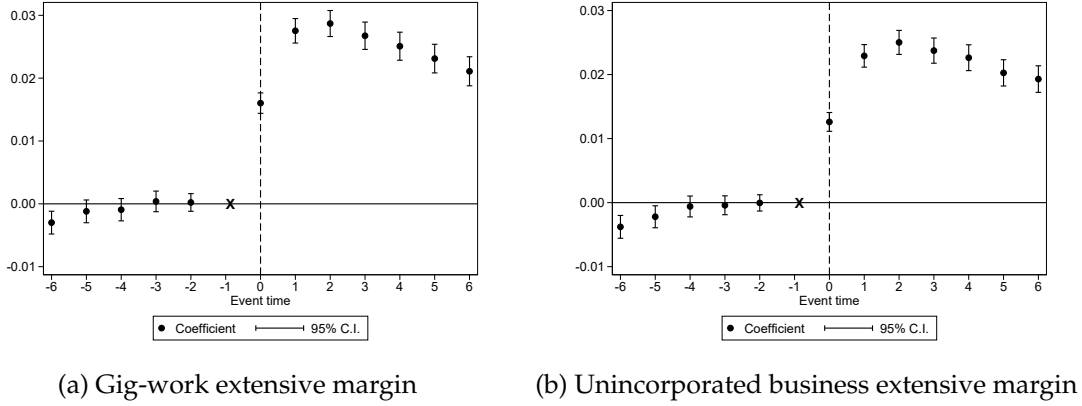 0.03
0.02
0.01
0.00
-0.01
-6 -5 -4 -3 -2 -1 0 1 2 3 4 5 6
Event time
Coefficient 95% C.I.
(a) Gig-work extensive margin
0.03
0.02
0.01
0.00
-0.01
-6 -5 -4 -3 -2 -1 0 1 2 3 4 5 6
Event time
Coefficient 95% C.I.
(b) Unincorporated business extensive margin